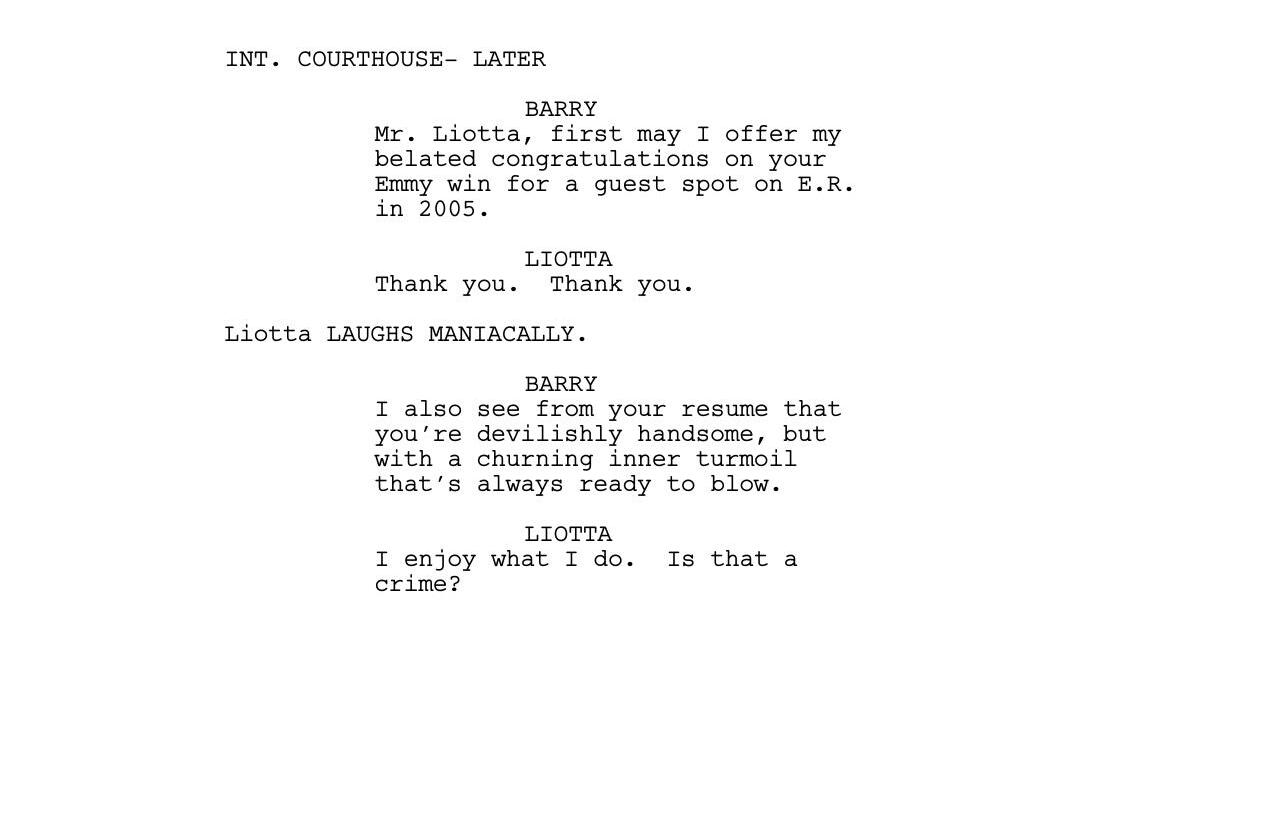 INT. COURTHOUSE- LATER
BARRY
Mr. Liotta, first may I offer my
belated congratulations on your
Emmy win for a guest spot on E.R.
in 2005.
LIOTTA
Thank you.  Thank you.
Liotta LAUGHS MANIACALLY.
BARRY
I also see from your resume that
you're devilishly handsome, but
with a churning inner turmoil
that's always ready to blow.
LIOTTA
I enjoy what I do.  Is that a
crime?